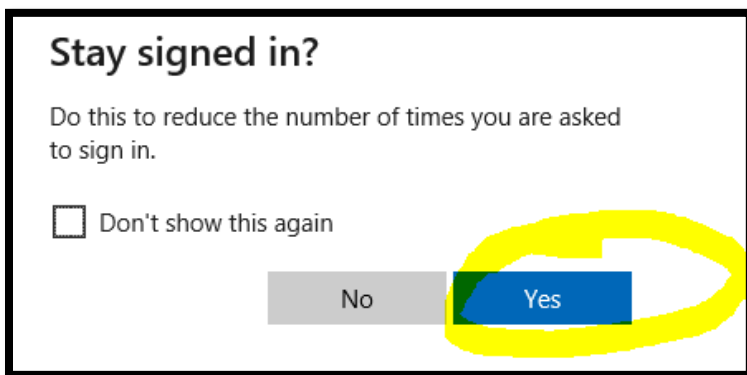 Stay signed in?
Do this to reduce the number of times you are asked
to sign in.
Don't show this again
No Yes